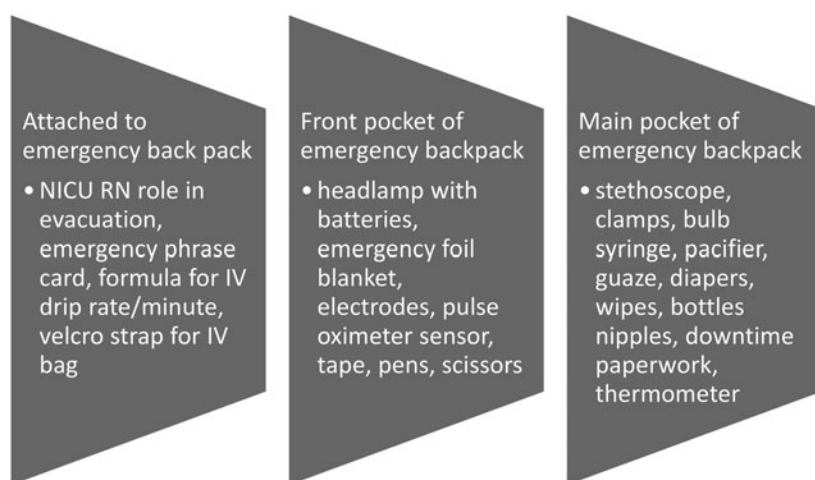 Attached to
emergency back pack
• NICU RN role in
evacuation,
emergency phrase
card, formula for IV
drip rate/minute,
velcro strap for IV
bag
Front pocket of
emergency backpack
• headlamp with
batteries,
emergency foil
blanket,
electrodes, pulse
oximeter sensor,
tape, pens, scissors
Main pocket of
emergency backpack
• stethoscope,
clamps, bulb
syringe, pacifier,
guaze, diapers,
wipes, bottles
nipples, downtime
paperwork,
thermometer